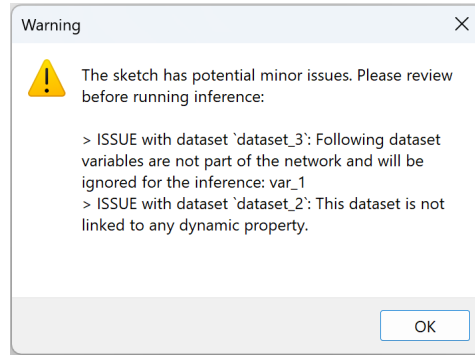 Warning
The sketch has potential minor issues. Please review
before running inference:
> ISSUE with dataset `dataset_3`: Following dataset
variables are not part of the network and will be
ignored for the inference: var_1
> ISSUE with dataset `dataset_2`: This dataset is not
linked to any dynamic property.
OK